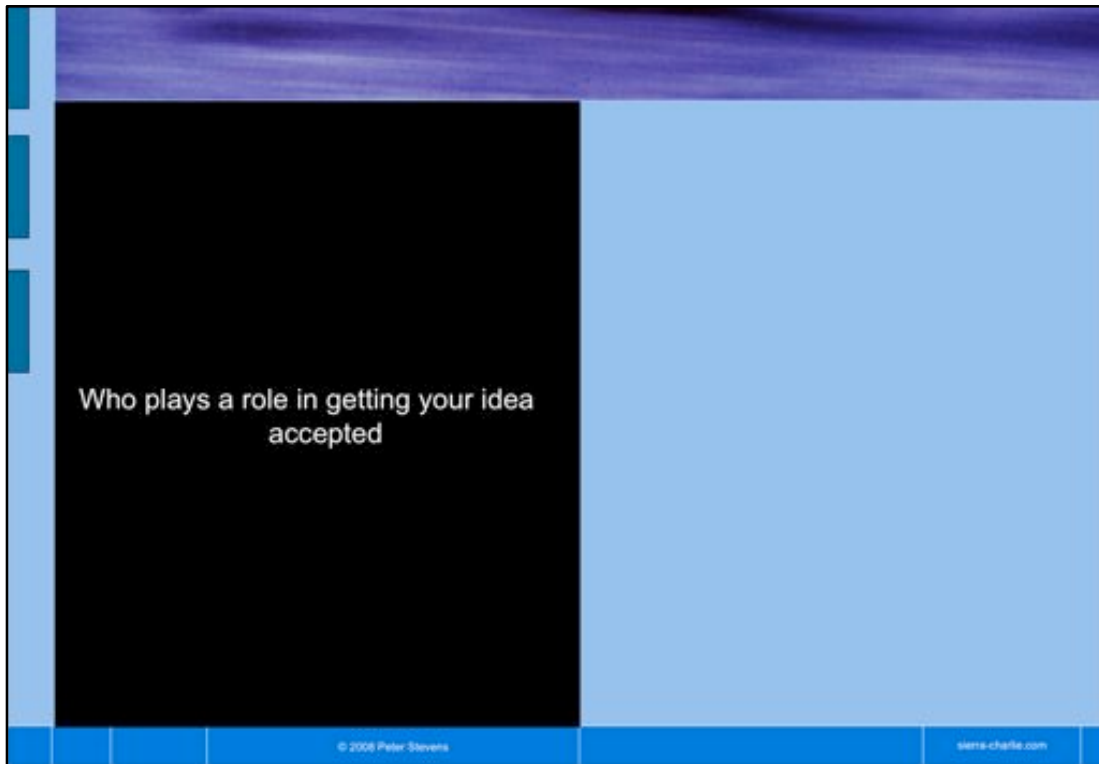 Who plays a role in getting your idea
accepted
© 2008 Peter Stevens
sierra-charlie.com